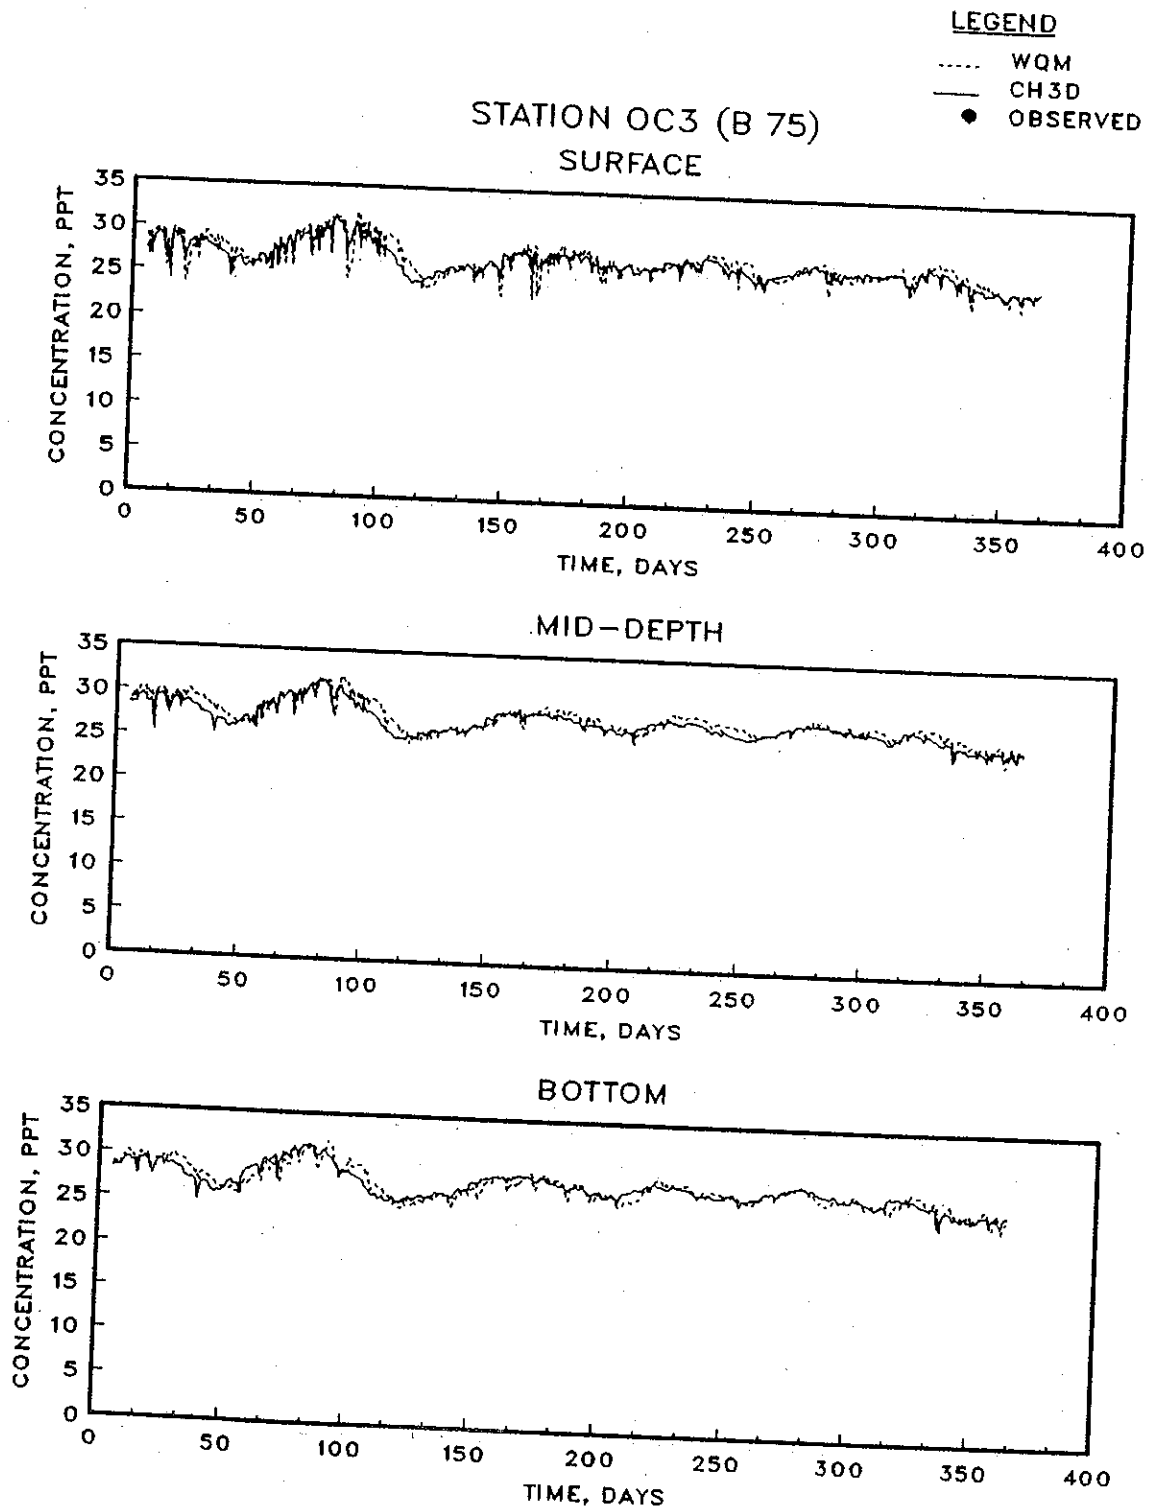 LEGEND
WQM
CH3D
OBSERVED
STATION OC3 (B 75)
SURFACE
CONCENTRATION, PPT
35
30
25
20
15
10
5
0
0 50 100 150 200 250 300 350 400
TIME, DAYS
MID-DEPTH
CONCENTRATION, PPT
35
30
25
20
15
10
5
0
0 50 100 150 200 250 300 350 400
TIME, DAYS
BOTTOM
CONCENTRATION, PPT
35
30
25
20
15
10
5
0
0 50 100 150 200 250 300 350 400
TIME, DAYS